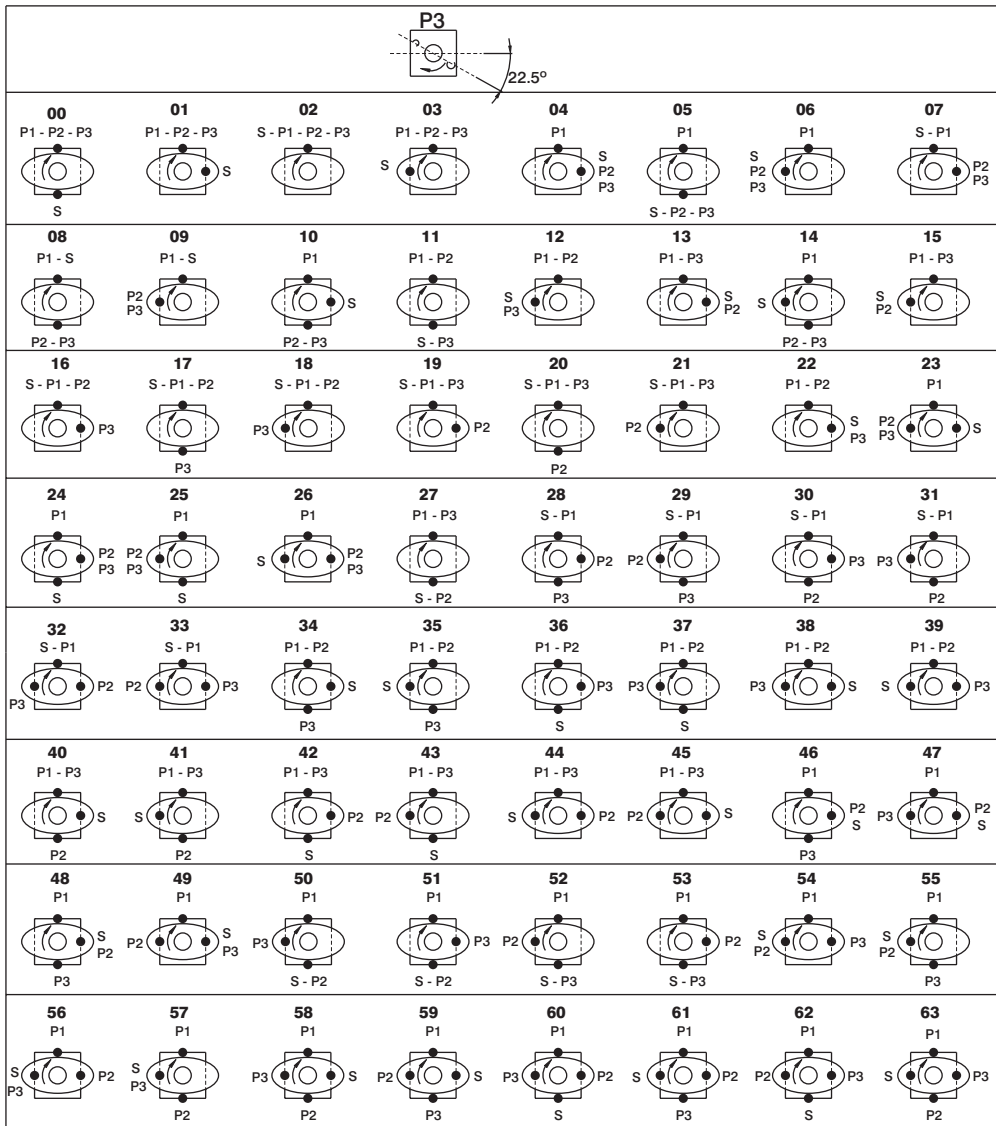 P3
22.5º
00 01 02 03 04 05 06 07
P1 - P2 - P3 P1 - P2 - P3 S - P1 - P2 - P3 P1 - P2 - P3 P1 P1 P1 S - P1
S S S P2 P3 S P2 P3 P2 P3
S S - P2 - P3
08 09 10 11 12 13 14 15
P1 - S P1 - S P1 P1 - P2 P1 - P2 P1 - P3 P1 P1 - P3
P2 P3 S S P3 S P2 S S P2
P2 - P3 P2 - P3 S - P3 P2 - P3
16 17 18 19 20 21 22 23
S - P1 - P2 S - P1 - P2 S - P1 - P2 S - P1 - P3 S - P1 - P3 S - P1 - P3 P1 - P2 P1
P3 P3 P2 P2 S P3 P2 P3 S
P3 P2
24 25 26 27 28 29 30 31
P1 P1 P1 P1 - P3 S - P1 S - P1 S - P1 S - P1
P2 P3 P2 P3 S P2 P3 P2 P2 P3 P3
S S S - P2 P3 P3 P2 P2
32 33 34 35 36 37 38 39
S - P1 S - P1 P1 - P2 P1 - P2 P1 - P2 P1 - P2 P1 - P2 P1 - P2
P3 P2 P2 P3 S S P3 P3 P3 S S P3
P3 P3 S S
40 41 42 43 44 45 46 47
P1 - P3 P1 - P3 P1 - P3 P1 - P3 P1 - P3 P1 - P3 P1 P1
S S P2 P2 S P2 P2 S P2 S P3 P2 S
P2 P2 S S P3
48 49 50 51 52 53 54 55
P1 P1 P1 P1 P1 P1 P1 P1
S P2 P2 S P3 P3 P3 P2 P2 S P2 P3 S P2
P3 S - P2 S - P2 S - P3 S - P3 P3
56 57 58 59 60 61 62 63
P1 P1 P1 P1 P1 P1 P1 P1
S P3 P2 S P3 P3 S P2 S P3 P2 S P2 P2 P3 S P3
P2 P2 P3 S P3 S P2